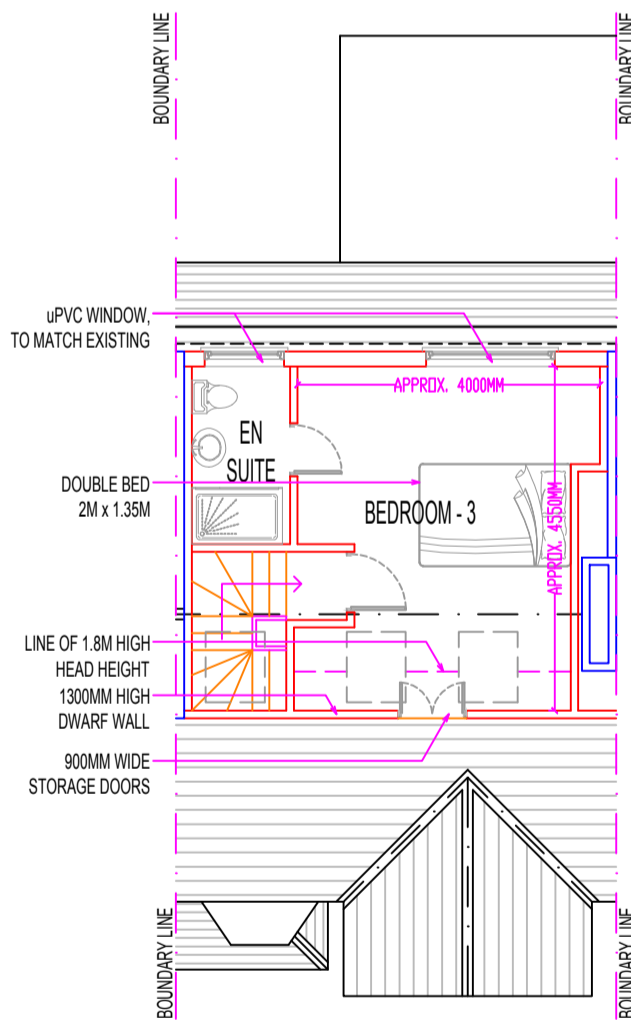 BOUNDARY LINE
BOUNDARY LINE
uPVC WINDOW,
TO MATCH EXISTING
APPROX. 4000MM
EN
SUITE
DOUBLE BED
2M x 1.35M
BEDROOM - 3
APPROX. 4550MM
LINE OF 1.8M HIGH
HEAD HEIGHT
1300MM HIGH
DWARF WALL
900MM WIDE
STORAGE DOORS
BOUNDARY LINE
BOUNDARY LINE